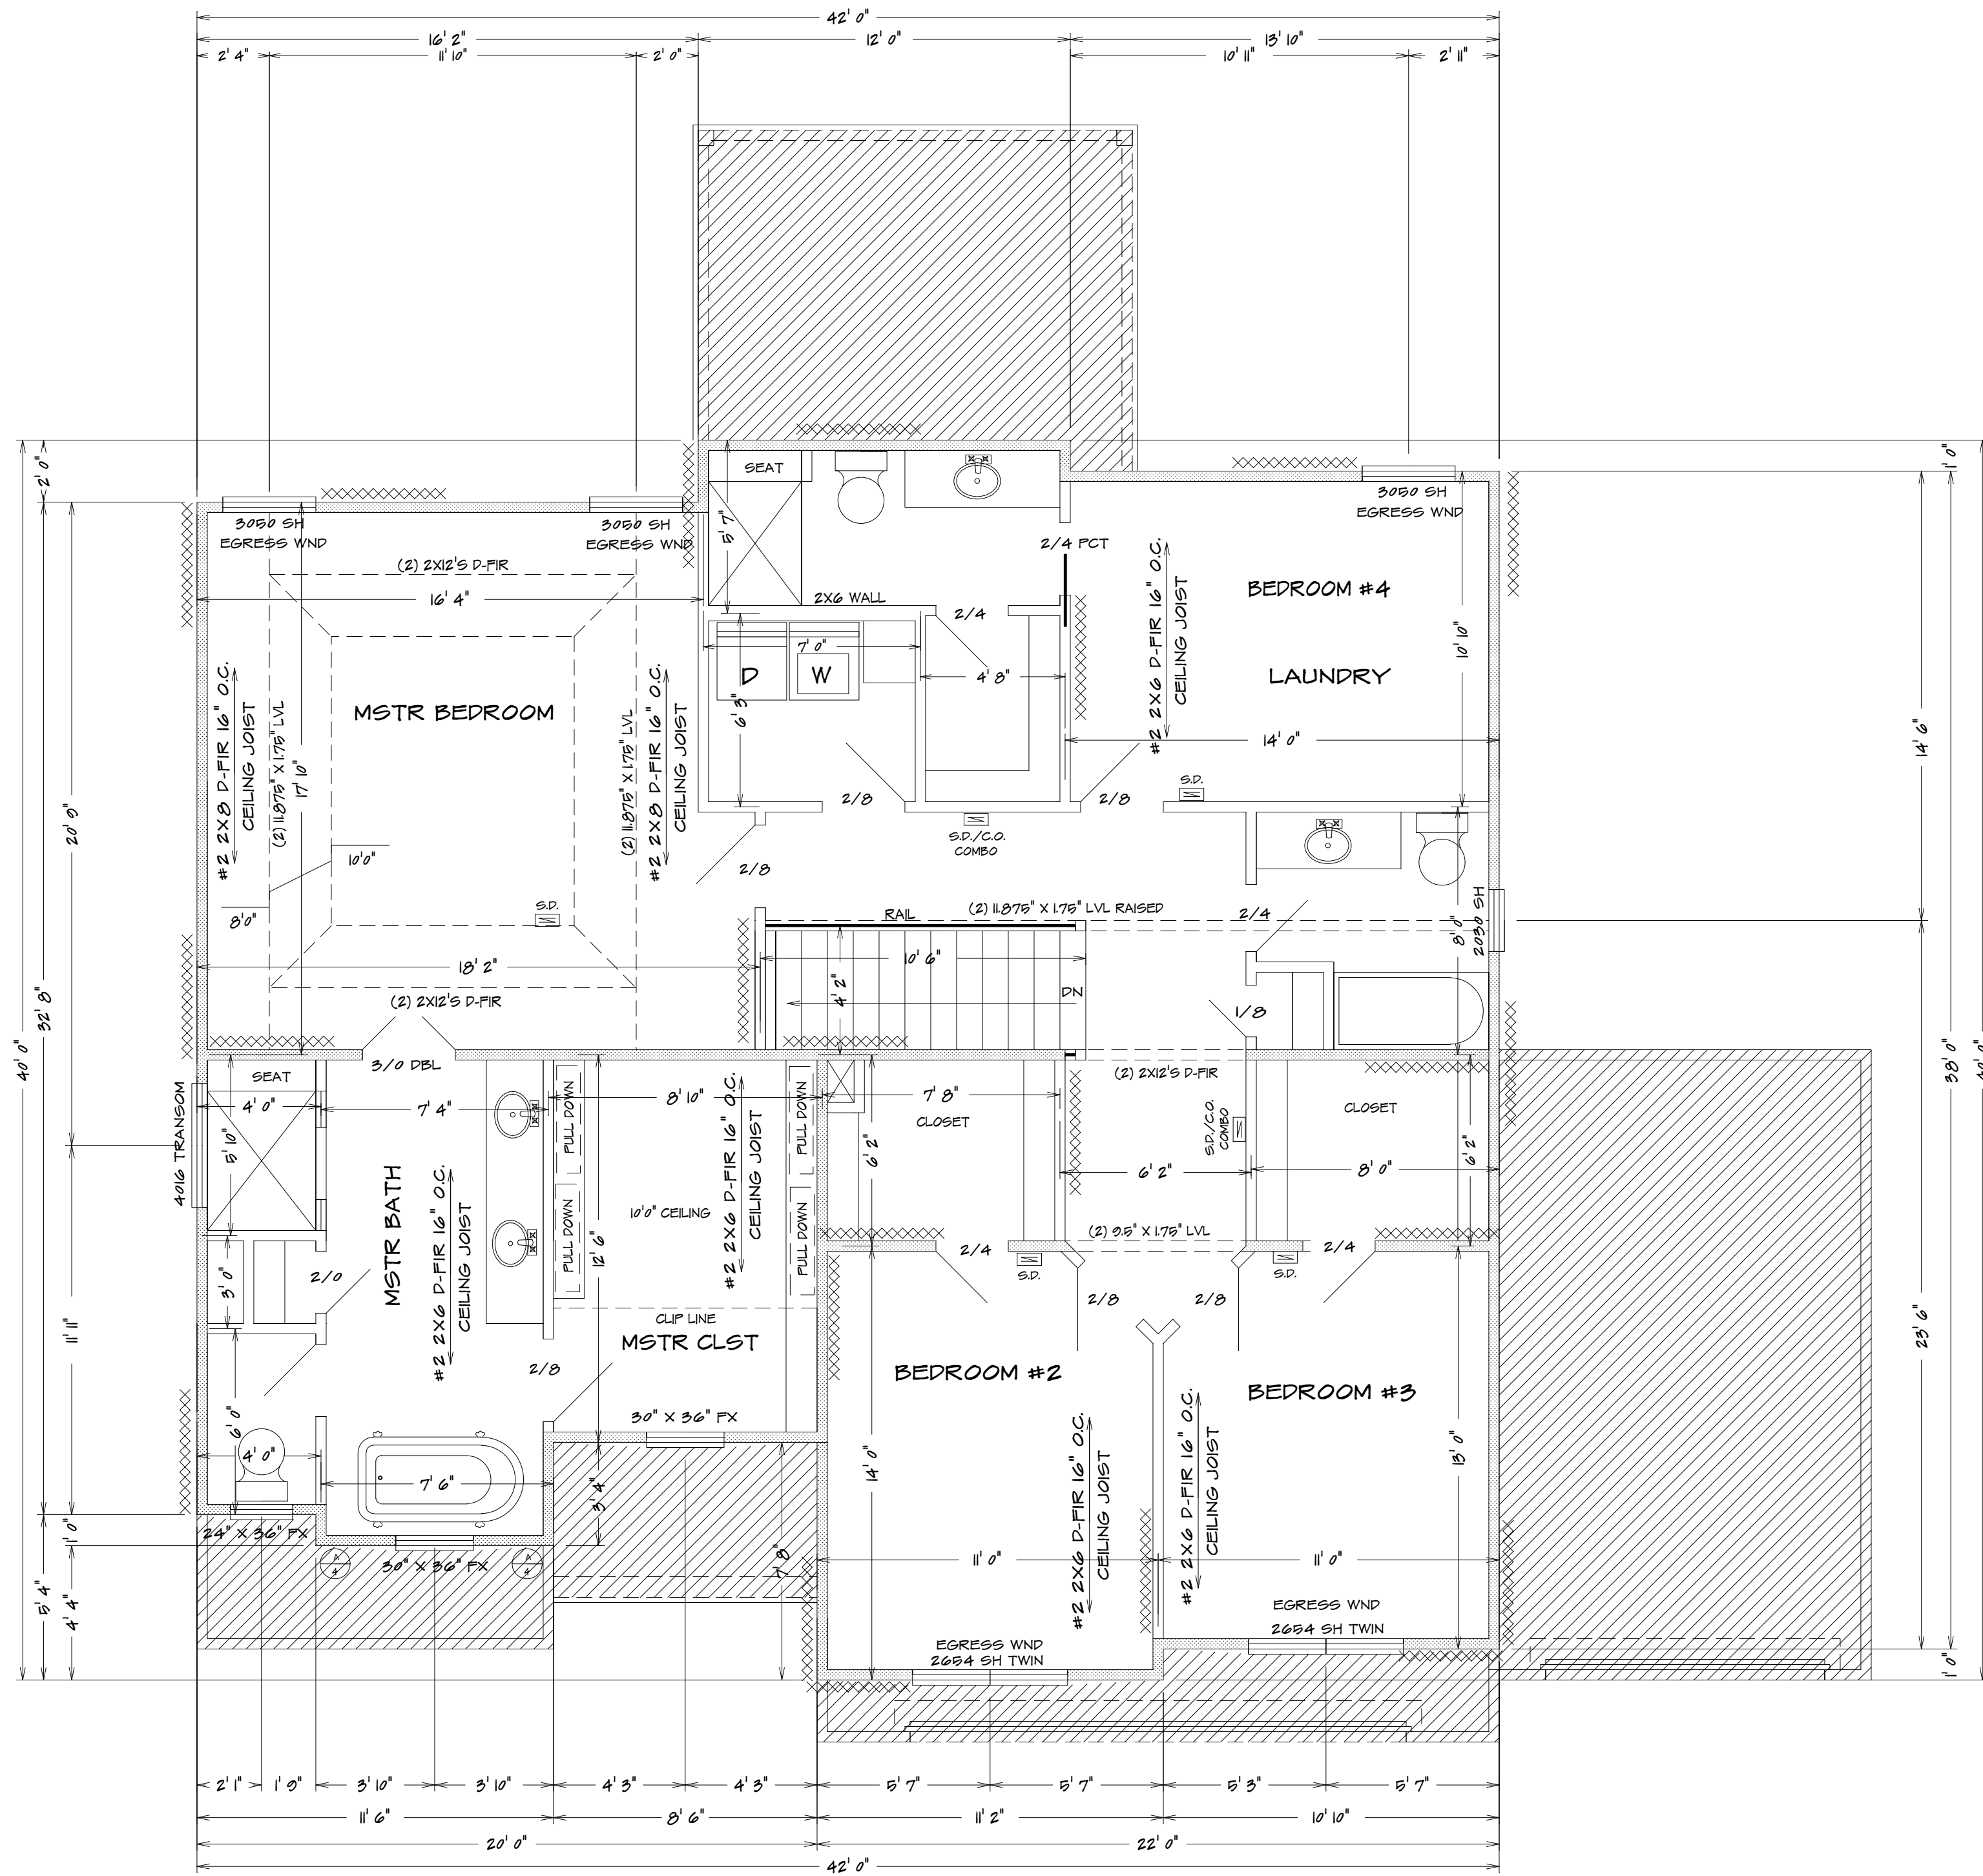 42' 0"
16' 2" 12' 0" 13' 10"
2' 4" 11' 10" 2' 0" 10' 11" 2' 11"
2' 0"
1' 0"
SEAT
3050 SH
EGRESS WND
3050 SH
EGRESS WND
3050 SH
EGRESS WND
5' 7"
2/4 PCT
(2) 2X12'S D-FIR
16' 4"
2X6 WALL
2/4
BEDROOM #4
#2 2X6 D-FIR 16" O.C.
CEILING JOIST
10' 10"
7' 0"
D W
4' 8"
LAUNDRY
6' 3"
MSTR BEDROOM
#2 2X8 D-FIR 16" O.C.
CEILING JOIST
(2) 11.875" X 1.75" LVL
17' 10"
(2) 11.875" X 1.75" LVL
#2 2X8 D-FIR 16" O.C.
CEILING JOIST
14' 0"
14' 6"
S.D.
2/8
2/8
S.D./C.O.
COMBO
20' 9"
10'0"
8'0"
2/8
S.D.
RAIL
(2) 11.875" X 1.75" LVL RAISED
2/4
8' 0"
2030 SH
18' 2"
10' 6"
4' 2"
DN
1/8
(2) 2X12'S D-FIR
32' 8"
40' 0"
38' 0"
40' 0"
3/0 DBL
(2) 2X12'S D-FIR
SEAT
4' 0"
7' 4"
8' 10"
7' 8"
CLOSET
CLOSET
4016 TRANSOM
5' 10"
PULL DOWN
PULL DOWN
PULL DOWN
PULL DOWN
#2 2X6 D-FIR 16" O.C.
CEILING JOIST
6' 2"
S.D./C.O.
COMBO
6' 2"
8' 0"
6' 2"
MSTR BATH
#2 2X6 D-FIR 16" O.C.
CEILING JOIST
12' 6"
10'0" CEILING
(2) 9.5" X 1.75" LVL
2/4
S.D.
S.D.
2/4
3' 0"
2/0
2/8
2/8
CLIP LINE
MSTR CLST
11' 11"
23' 6"
2/8
BEDROOM #2
BEDROOM #3
6' 0"
30" X 36" FX
4' 0"
7' 6"
3' 4"
14' 0"
13' 0"
#2 2X6 D-FIR 16" O.C.
CEILING JOIST
#2 2X6 D-FIR 16" O.C.
CEILING JOIST
24" X 36" FX
30" X 36" FX
A
4
A
4
1' 0"
5' 4"
4' 4"
7' 8"
11' 0"
11' 0"
EGRESS WND
2654 SH TWIN
EGRESS WND
2654 SH TWIN
1' 0"
2' 1" 1' 9" 3' 10" 3' 10" 4' 3" 4' 3" 5' 7" 5' 7" 5' 3" 5' 7"
11' 6" 8' 6" 11' 2" 10' 10"
20' 0" 22' 0"
42' 0"